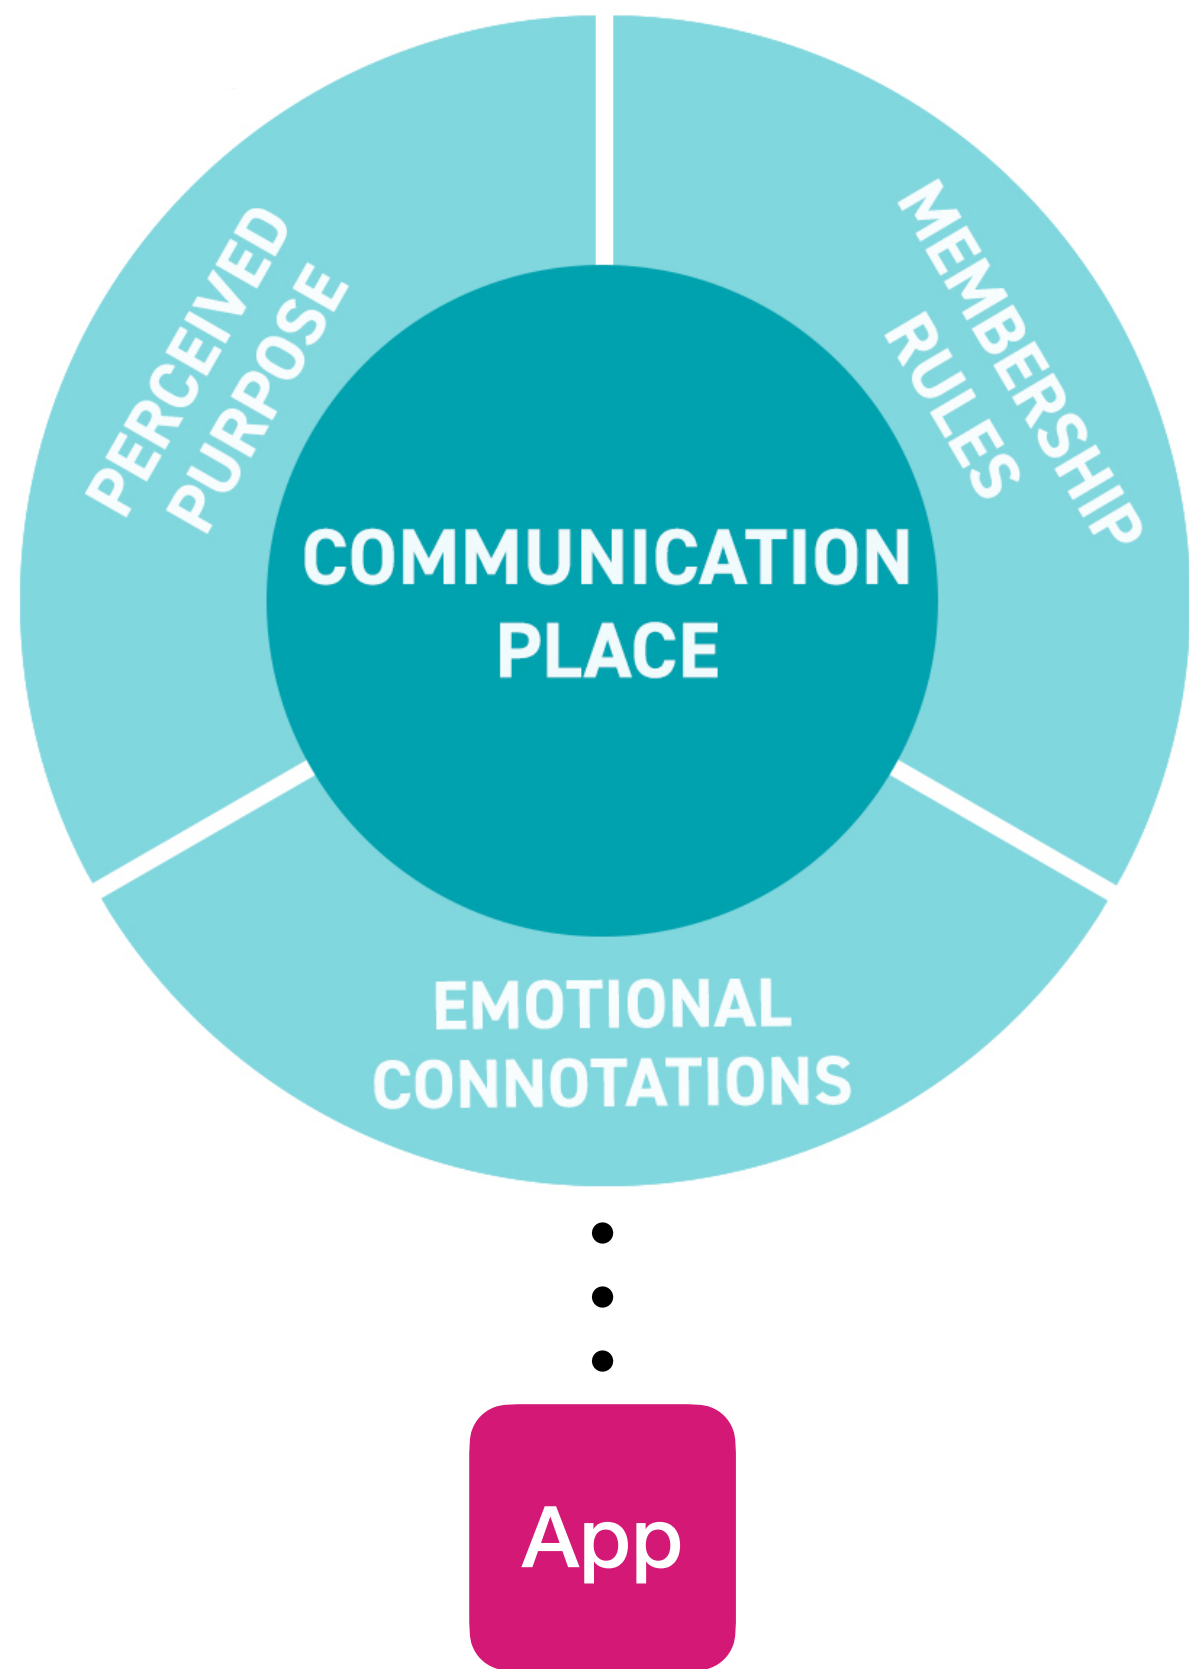 PERCEIVED
PURPOSE
MEMBERSHIP
RULES
COMMUNICATION
PLACE
EMOTIONAL
CONNOTATIONS
App